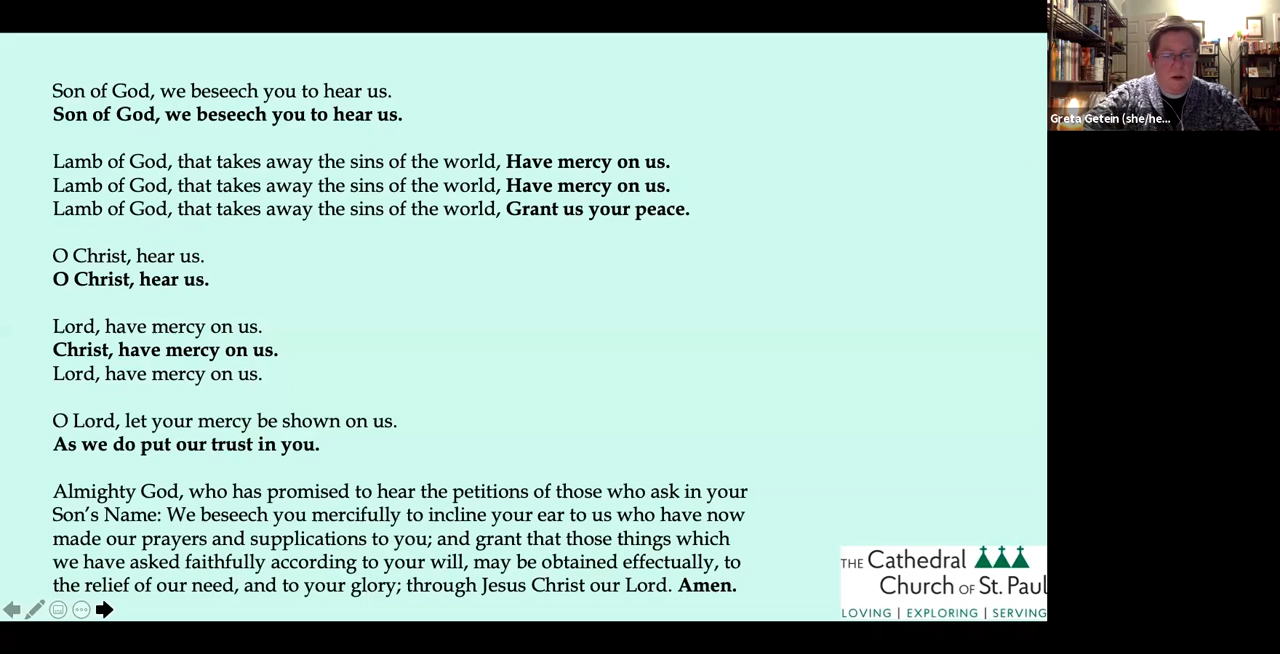 Son of God, we beseech you to hear us.
Son of God, we beseech you to hear us.
Lamb of God, that takes away the sins of the world, Have mercy on us.
Lamb of God, that takes away the sins of the world, Have mercy on us.
Lamb of God, that takes away the sins of the world, Grant us your peace.
O Christ, hear us.
O Christ, hear us.
Lord, have mercy on us.
Christ, have mercy on us.
Lord, have mercy on us.
O Lord, let your mercy be shown on us.
As we do put our trust in you.
Almighty God, who has promised to hear the petitions of those who ask in your
Son’s Name: We beseech you mercifully to incline your ear to us who have now
made our prayers and supplications to you; and grant that those things which
we have asked faithfully according to your will, may be obtained effectually, to
the relief of our need, and to your glory; through Jesus Christ our Lord. Amen.
THE Cathedral
Church OF St. Paul
LOVING | EXPLORING | SERVING
Greta Getein (she/he...